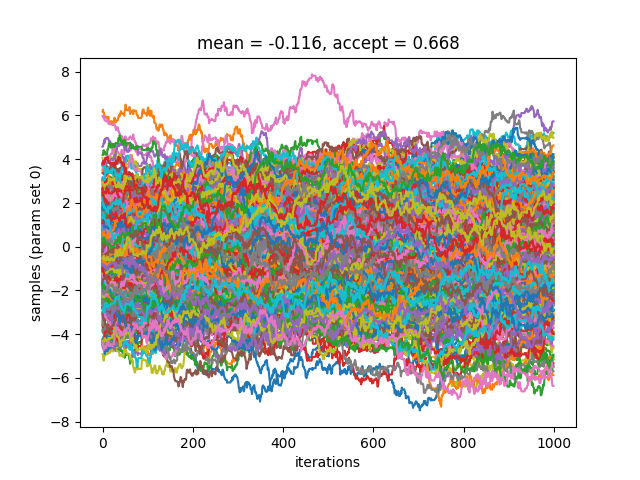 mean = -0.116, accept = 0.668
samples (param set 0)
8
6
4
2
0
−2
−4
−6
−8
0 200 400 600 800 1000
iterations